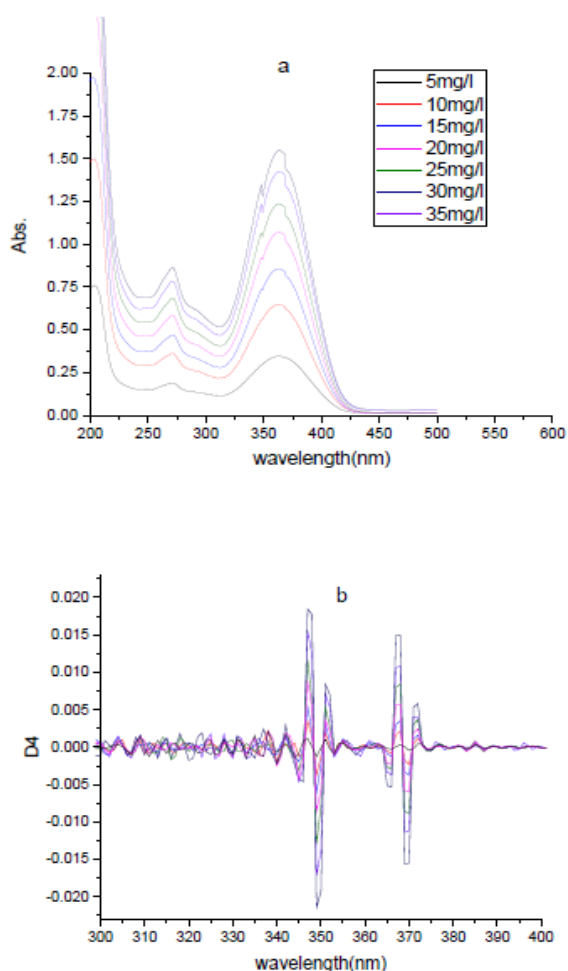 a
5mg/l
10mg/l
15mg/l
20mg/l
25mg/l
30mg/l
35mg/l
2.00
1.75
1.50
1.25
1.00
0.75
0.50
0.25
0.00
Abs.
200 250 300 350 400 450 500 550 600
wavelength(nm)
b
0.020
0.015
0.010
0.005
0.000
-0.005
-0.010
-0.015
-0.020
D4
300 310 320 330 340 350 360 370 380 390 400
wavelength(nm)